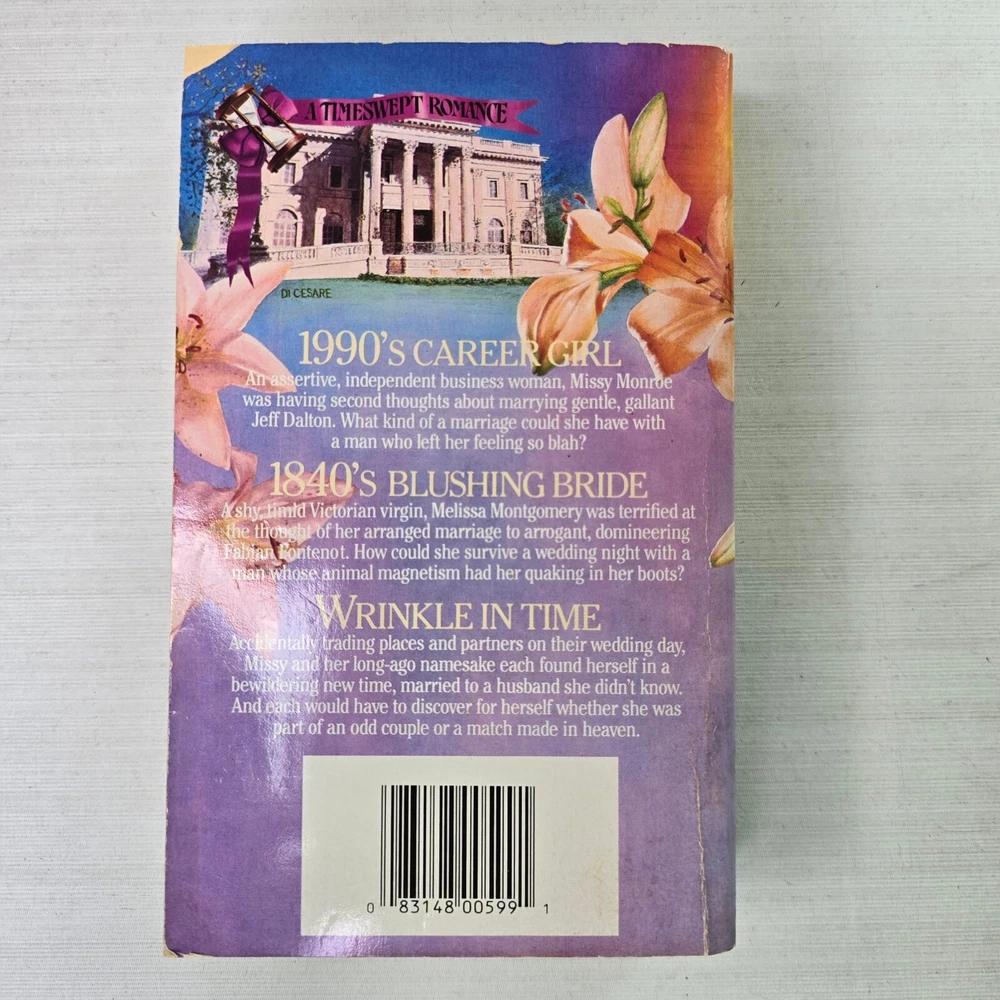 A TIMESWEPT ROMANCE
DI CESARE
1990'S CAREER GIRL
An assertive, independent business woman, Missy Monroe
was having second thoughts about marrying gentle, gallant
Jeff Dalton. What kind of a marriage could she have with
a man who left her feeling so blah?
1840'S BLUSHING BRIDE
A shy, timid Victorian virgin, Melissa Montgomery was terrified at
the thought of her arranged marriage to arrogant, domineering
Fabian Fontenot. How could she survive a wedding night with a
man whose animal magnetism had her quaking in her boots?
WRINKLE IN TIME
Accidentally trading places and partners on their wedding day,
Missy and her long-ago namesake each found herself in a
bewildering new time, married to a husband she didn't know.
And each would have to discover for herself whether she was
part of an odd couple or a match made in heaven.
0 83148 00599 1